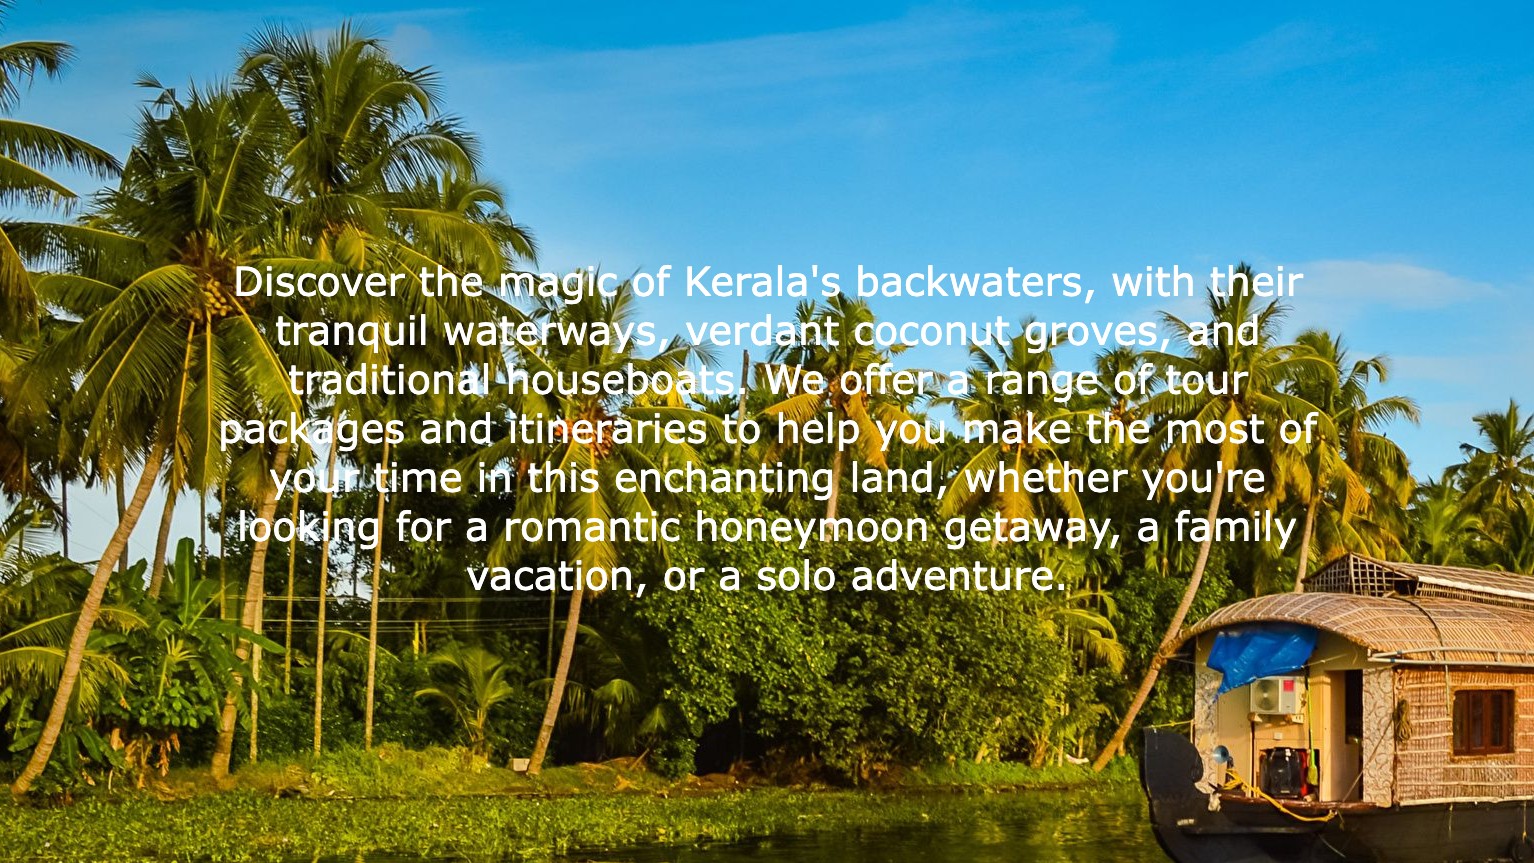 Discover the magic of Kerala's backwaters, with their
tranquil waterways, verdant coconut groves, and
traditional houseboats. We offer a range of tour
packages and itineraries to help you make the most of
your time in this enchanting land, whether you're
looking for a romantic honeymoon getaway, a family
vacation, or a solo adventure.